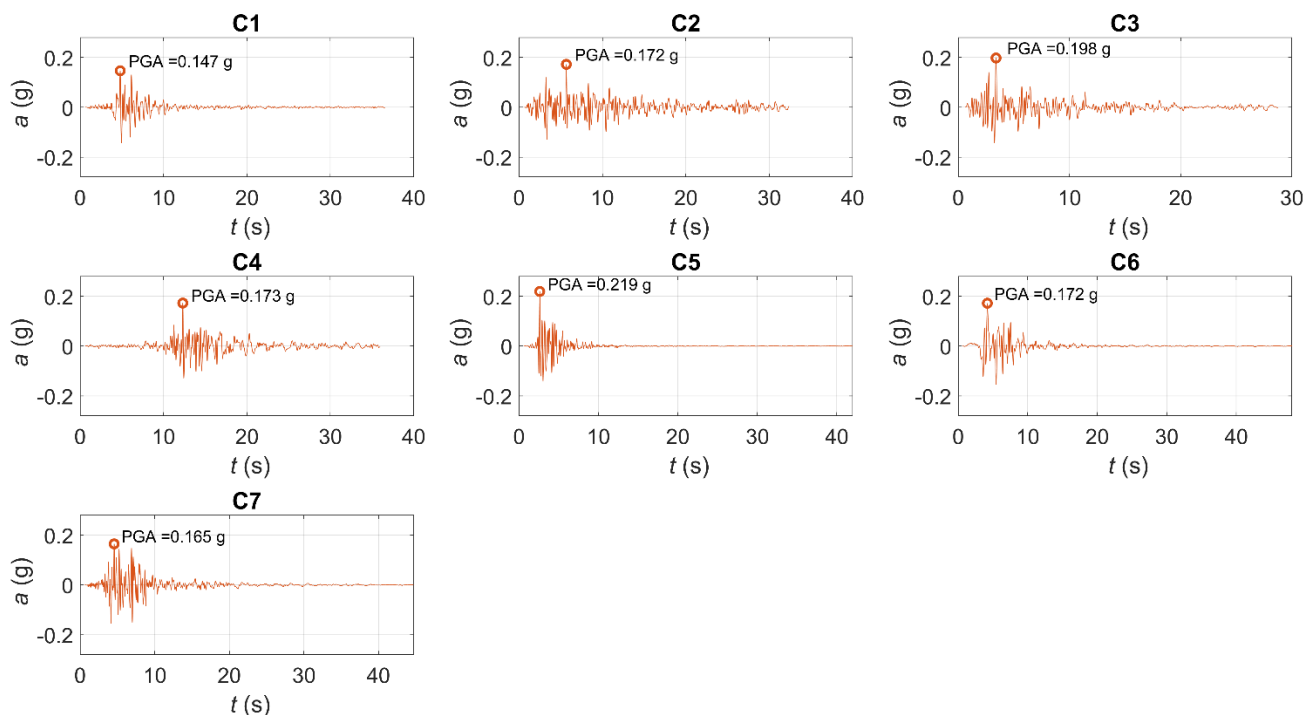 C1
PGA =0.147 g
0.2
0
-0.2
a (g)
0 10 20 30 40
t (s)
C2
PGA =0.172 g
0.2
0
-0.2
a (g)
0 10 20 30 40
t (s)
C3
PGA =0.198 g
0.2
0
-0.2
a (g)
0 10 20 30
t (s)
C4
PGA =0.173 g
0.2
0
-0.2
a (g)
0 10 20 30 40
t (s)
C5
PGA =0.219 g
0.2
0
-0.2
a (g)
0 10 20 30 40
t (s)
C6
PGA =0.172 g
0.2
0
-0.2
a (g)
0 10 20 30 40
t (s)
C7
PGA =0.165 g
0.2
0
-0.2
a (g)
0 10 20 30 40
t (s)